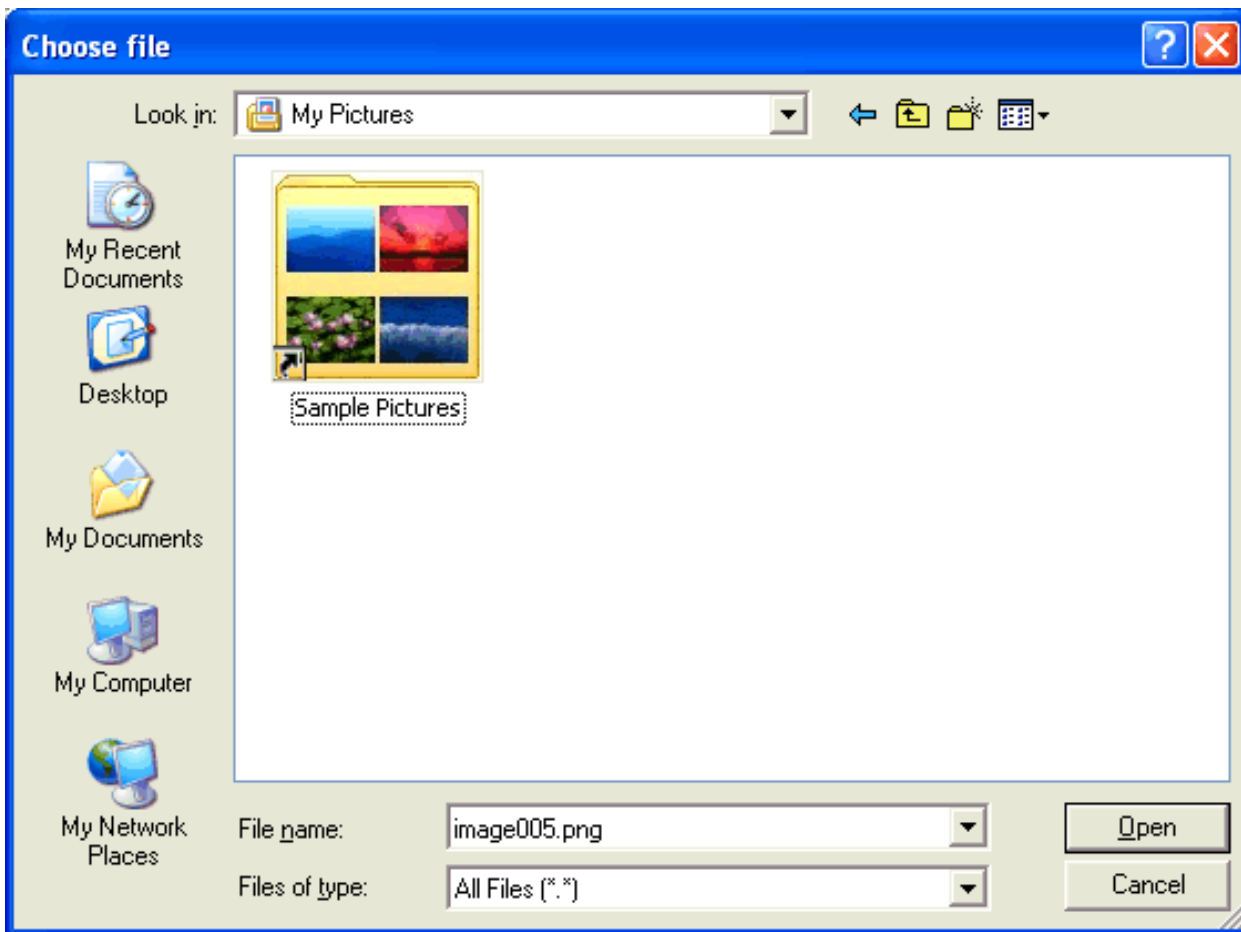 Choose file
Look in:
My Pictures
My Recent
Documents
Desktop
My Documents
My Computer
My Network
Places
Sample Pictures
File name:
image005.png
Open
Files of type:
All Files (*.*)
Cancel